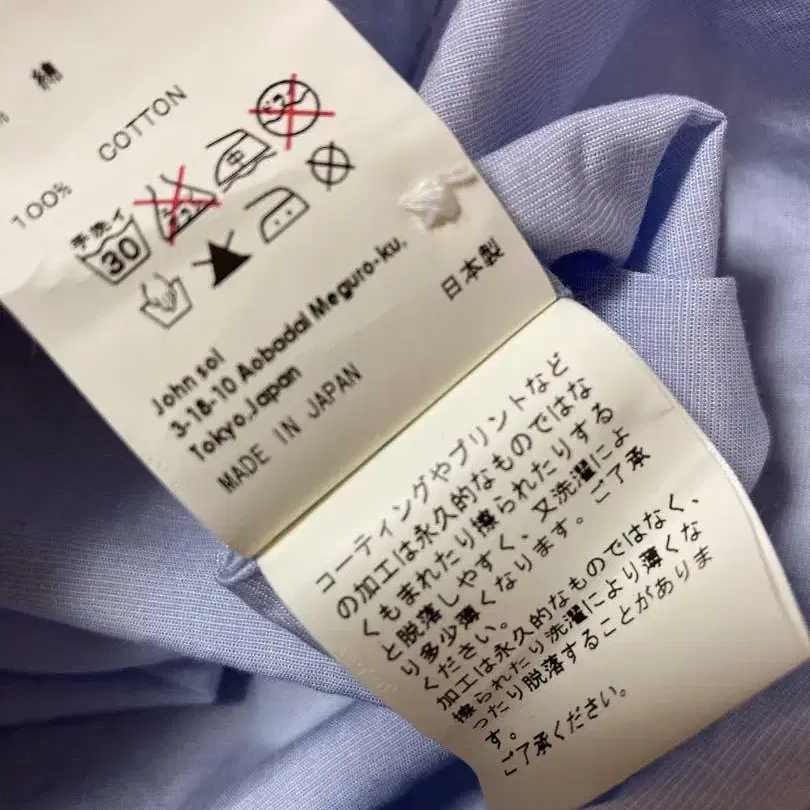 % 綿
100% COTTON
手洗イ
30
中
John sol
3-18-10 Aobadai Meguro-ku.
Tokyo.Japan
MADE IN JAPAN
日本製
コーティングやプリントなど
の加工は永久的なものではな
くもまれたり擦られたりする
と脱落しやすく、又洗濯によ
り多少薄くなります。ご了承
ください。
加工は永久的なものではなく、
擦られたり洗濯により薄くな
ったり脱落することがありま
す。
ご了承ください。